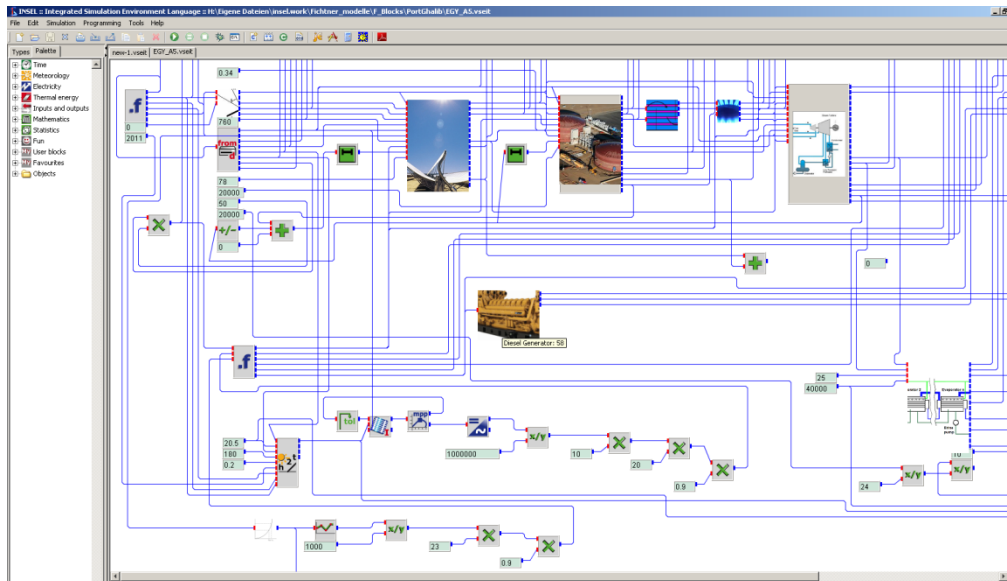 INSEL :: Integrated Simulation Environment Language :: H:\Eigene Dateien\insel.work\Fichtner_modelle\F_Blocks\PortGhalib\EGY_A5.vseit
File Edit Simulation Programming Tools Help
Types Palette
new-1.vseit EGY_A5.vseit
Time
Meteorology
Electricity
Thermal energy
Inputs and outputs
Mathematics
Statistics
Fun
User blocks
Favourites
Objects
0.34
.f
0
2011
760
from
d
78
20000
50
20000
+/-
0
0
Diesel Generator: 58
.f
25
40000
tol
mpp
20.5
180
0.2
1000000
x/y
10
20
0.9
24
x/y
10
x/y
1000
x/y
23
0.9